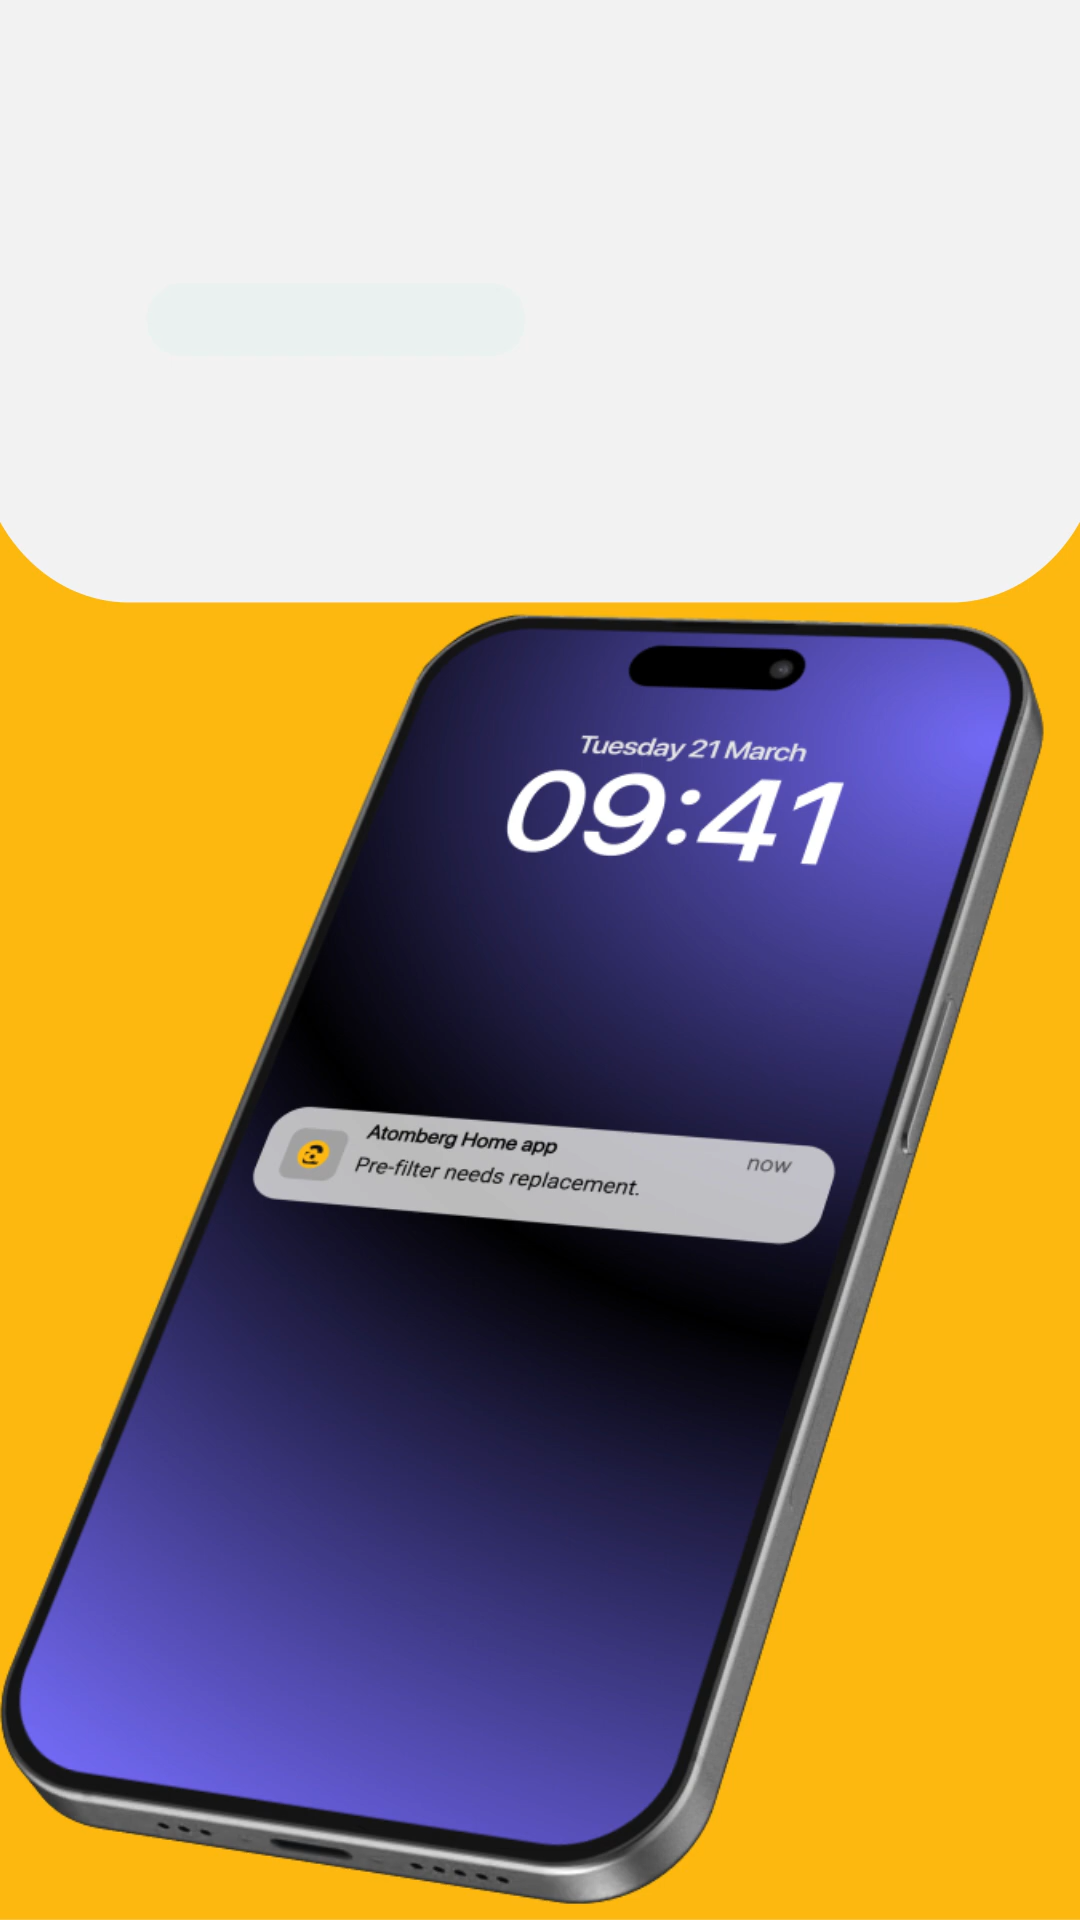 Tuesday 21 March
09:41
Atomberg Home app
now
Pre-filter needs replacement.